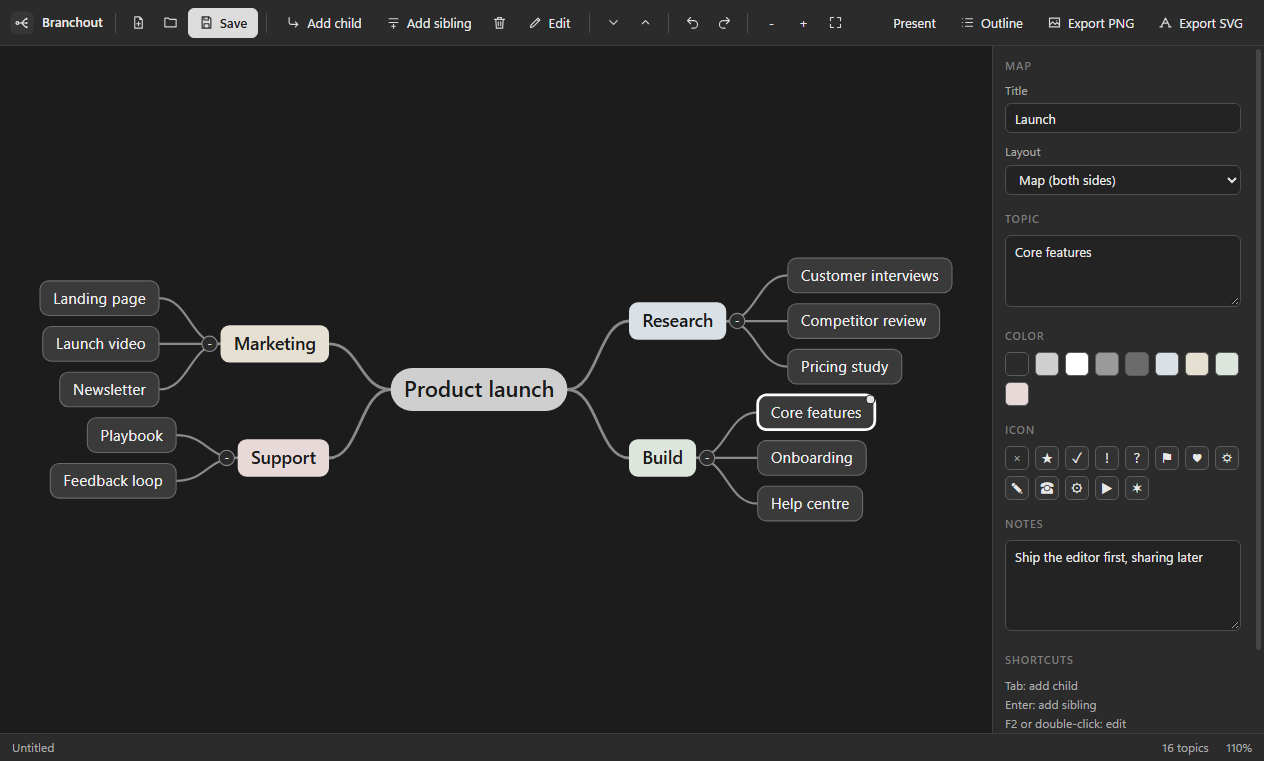 Branchout
Save
Add child
Add sibling
Edit
-
+
Present
Outline
Export PNG
Export SVG
Landing page
Launch video
Newsletter
Marketing
Playbook
Feedback loop
Support
Product launch
Research
Customer interviews
Competitor review
Pricing study
Build
Core features
Onboarding
Help centre
MAP
Title
Launch
Layout
Map (both sides)
TOPIC
Core features
COLOR
ICON
NOTES
Ship the editor first, sharing later
SHORTCUTS
Tab: add child
Enter: add sibling
F2 or double-click: edit
Untitled
16 topics
110%